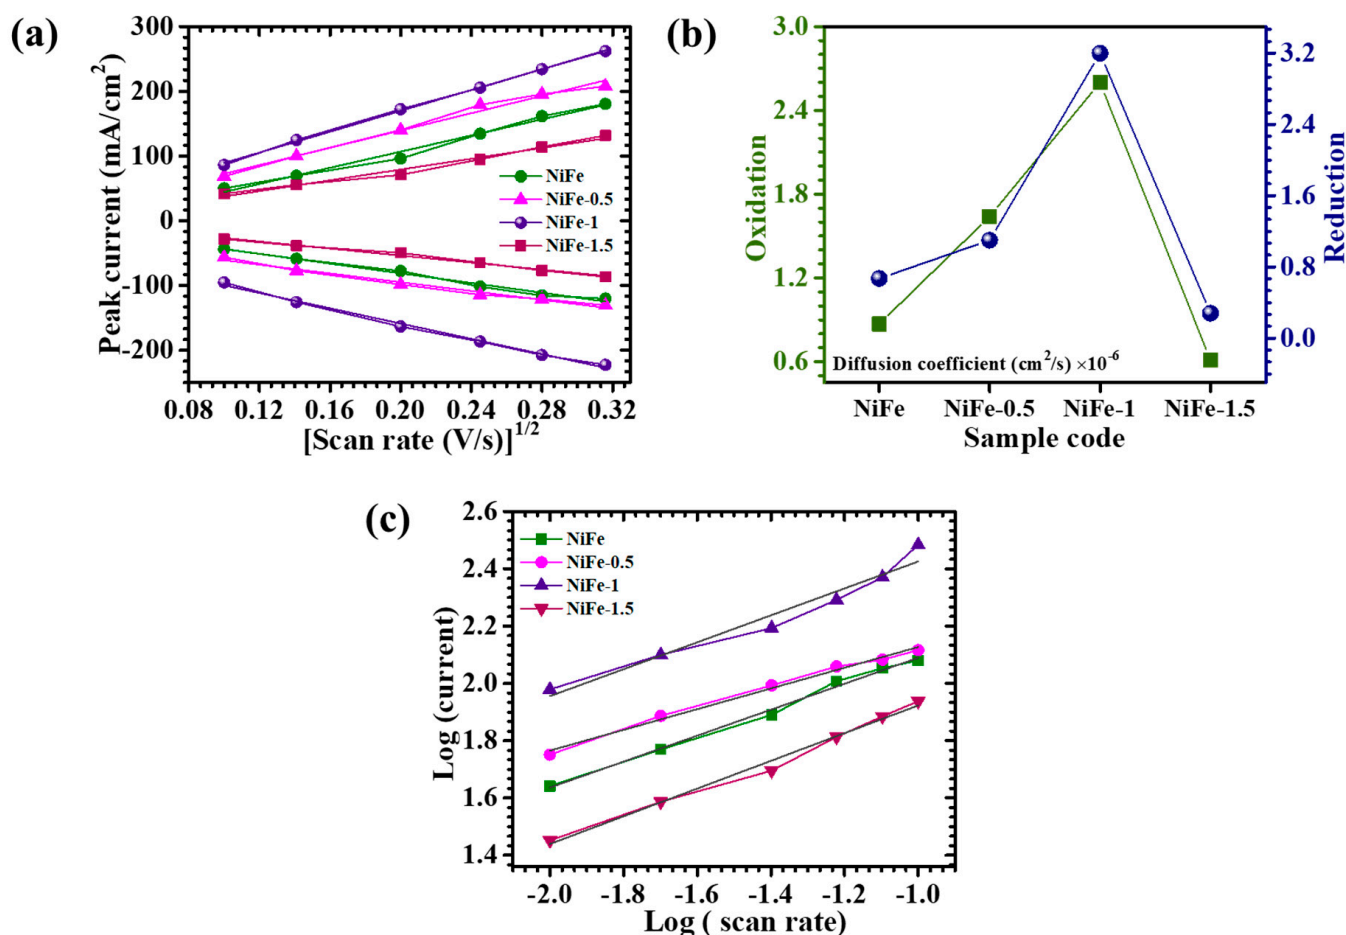 (a)
Peak current (mA/cm²)
300
200
100
0
-100
-200
NiFe
NiFe-0.5
NiFe-1
NiFe-1.5
0.08 0.12 0.16 0.20 0.24 0.28 0.32
[Scan rate (V/s)]^1/2
(b)
Oxidation
3.0
2.4
1.8
1.2
0.6
Reduction
3.2
2.4
1.6
0.8
0.0
Diffusion coefficient (cm²/s) ×10⁻⁶
NiFe NiFe-0.5 NiFe-1 NiFe-1.5
Sample code
(c)
Log (current)
2.6
2.4
2.2
2.0
1.8
1.6
1.4
NiFe
NiFe-0.5
NiFe-1
NiFe-1.5
-2.0 -1.8 -1.6 -1.4 -1.2 -1.0
Log ( scan rate)